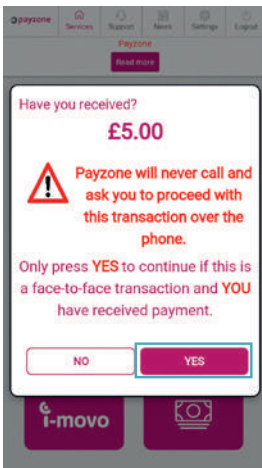 payzone
Services Support News Settings Logout
Payzone
Read more
Have you received?
£5.00
Payzone will never call and
ask you to proceed with
this transaction over the
phone.
Only press YES to continue if this is
a face-to-face transaction and YOU
have received payment.
NO YES
i-movo